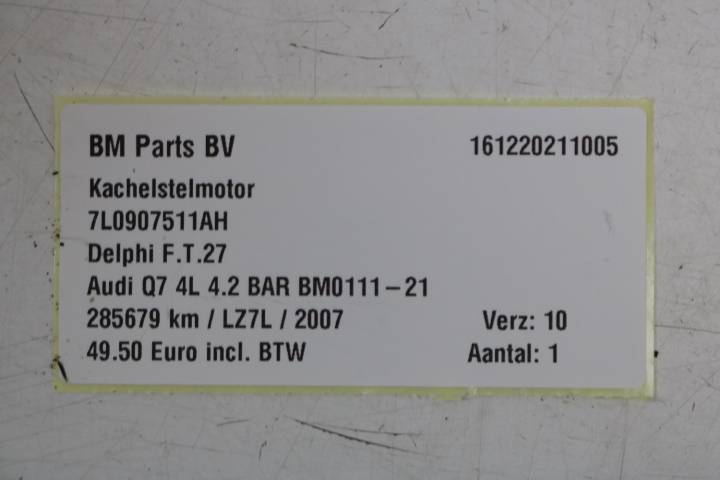 BM Parts BV 161220211005
Kachelstelmotor
7L0907511AH
Delphi F.T.27
Audi Q7 4L 4.2 BAR BM0111-21
285679 km / LZ7L / 2007 Verz: 10
49.50 Euro incl. BTW Aantal: 1